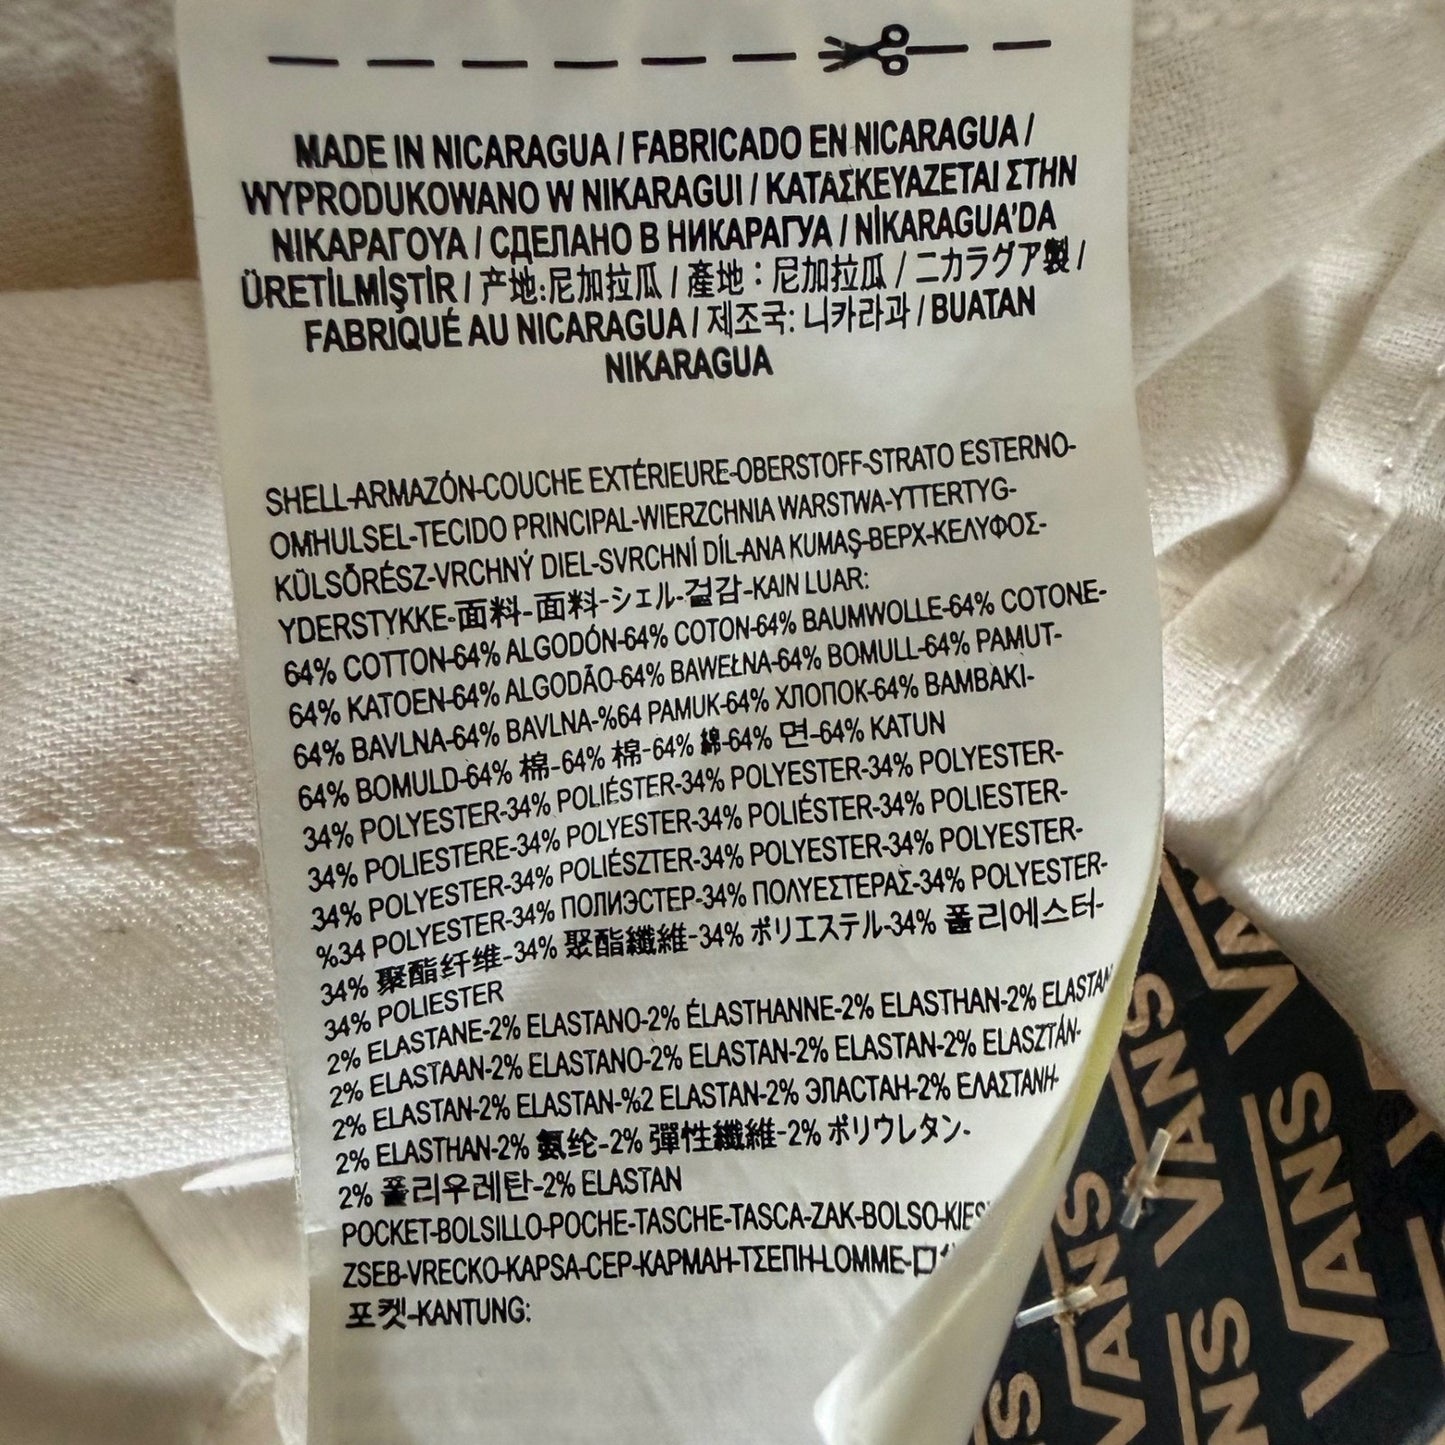 MADE IN NICARAGUA / FABRICADO EN NICARAGUA /
WYPRODUKOWANO W NIKARAGUI / ΚΑΤΑΣΚΕΥΑΖΕΤΑΙ ΣΤΗΝ
ΝΙΚΑΡΑΓΟΥΑ / СДЕЛАНО В НИКАРАГУА / NİKARAGUA'DA
ÜRETİLMİŞTİR / 产地:尼加拉瓜 / 產地：尼加拉瓜 / ニカラグア製 /
FABRIQUÉ AU NICARAGUA / 제조국: 니카라과 / BUATAN
NIKARAGUA
SHELL-ARMAZÓN-COUCHE EXTÉRIEURE-OBERSTOFF-STRATO ESTERNO-
OMHULSEL-TECIDO PRINCIPAL-WIERZCHNIA WARSTWA-YTTERTYG-
KÜLSŐRÉSZ-VRCHNÝ DIEL-SVRCHNÍ DÍL-ANA KUMAŞ-ВЕРХ-ΚΕΛΥΦΟΣ-
YDERSTYKKE-面料-面料-シェル-겉감-KAIN LUAR:
64% COTTON-64% ALGODÓN-64% COTON-64% BAUMWOLLE-64% COTONE-
64% KATOEN-64% ALGODÃO-64% BAWEŁNA-64% BOMULL-64% PAMUT-
64% BAVLNA-64% BAVLNA-%64 PAMUK-64% ХЛОПОК-64% ΒΑΜΒΑΚΙ-
64% BOMULD-64% 棉-64% 棉-64% 綿-64% 면-64% KATUN
34% POLYESTER-34% POLIÉSTER-34% POLYESTER-34% POLYESTER-
34% POLIESTERE-34% POLYESTER-34% POLIÉSTER-34% POLIESTER-
34% POLYESTER-34% POLIÉSZTER-34% POLYESTER-34% POLYESTER-
%34 POLYESTER-34% ПОЛИЭСТЕР-34% ΠΟΛΥΕΣΤΕΡΑΣ-34% POLYESTER-
34% 聚酯纤维-34% 聚酯纖維-34% ポリエステル-34% 폴리에스터-
34% POLIESTER
2% ELASTANE-2% ELASTANO-2% ÉLASTHANNE-2% ELASTHAN-2% ELASTAN
2% ELASTAAN-2% ELASTANO-2% ELASTAN-2% ELASTAN-2% ELASZTÁN-
2% ELASTAN-2% ELASTAN-%2 ELASTAN-2% ЭЛАСТАН-2% ΕΛΑΣΤΑΝΗ-
2% ELASTHAN-2% 氨纶-2% 彈性纖維-2% ポリウレタン-
2% 폴리우레탄-2% ELASTAN
POCKET-BOLSILLO-POCHE-TASCHE-TASCA-ZAK-BOLSO-
ZSEB-VRECKO-KAPSA-CEP-КАРМАН-ΤΣΕΠΗ-LOMME-
포켓-KANTUNG:
VANS
VANS
VANS
VANS